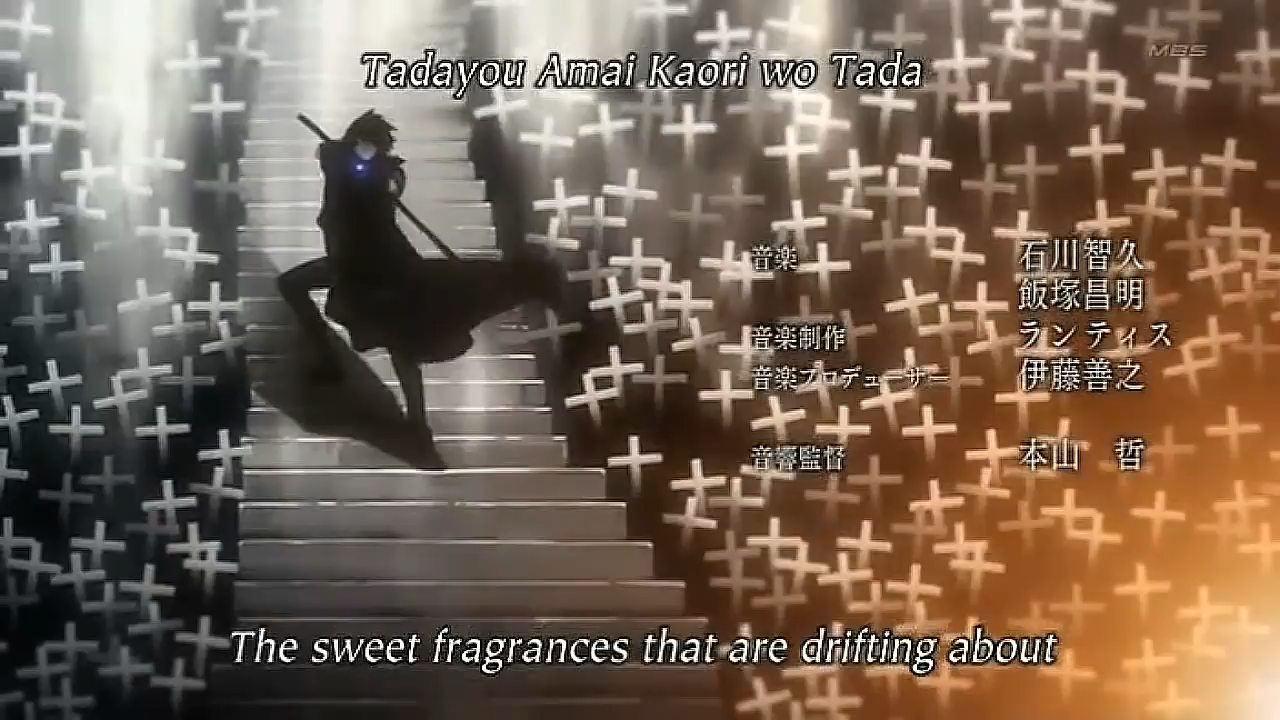 Tadayou Amai Kaori wo Tada
MBS
音楽 石川智久
飯塚昌明
音楽制作 ランティス
音楽プロデューサー 伊藤善之
音響監督 本山 哲
The sweet fragrances that are drifting about